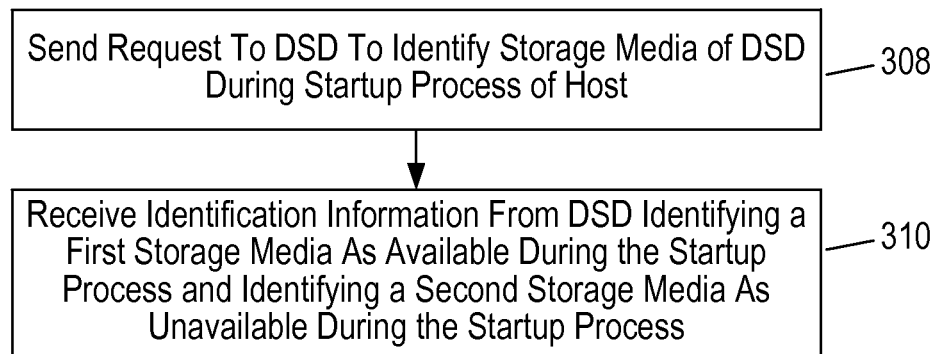 Send Request To DSD To Identify Storage Media of DSD
During Startup Process of Host
308
Receive Identification Information From DSD Identifying a
First Storage Media As Available During the Startup
Process and Identifying a Second Storage Media As
Unavailable During the Startup Process
310